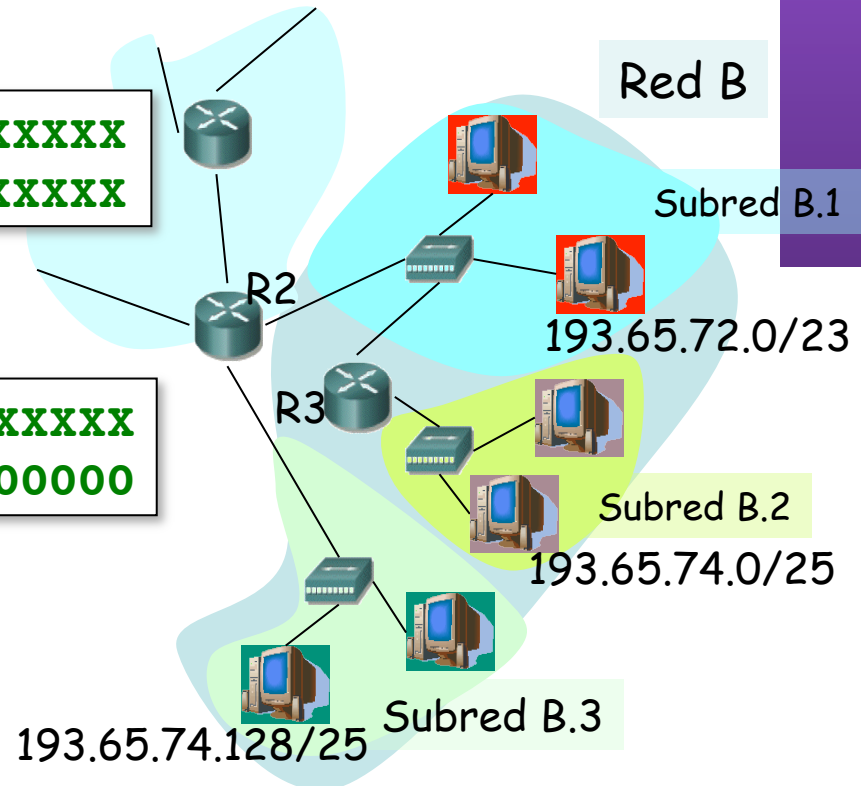 Red B
XXXXX
XXXXX
Subred B.1
R2
193.65.72.0/23
R3
XXXXX
00000
Subred B.2
193.65.74.0/25
Subred B.3
193.65.74.128/25